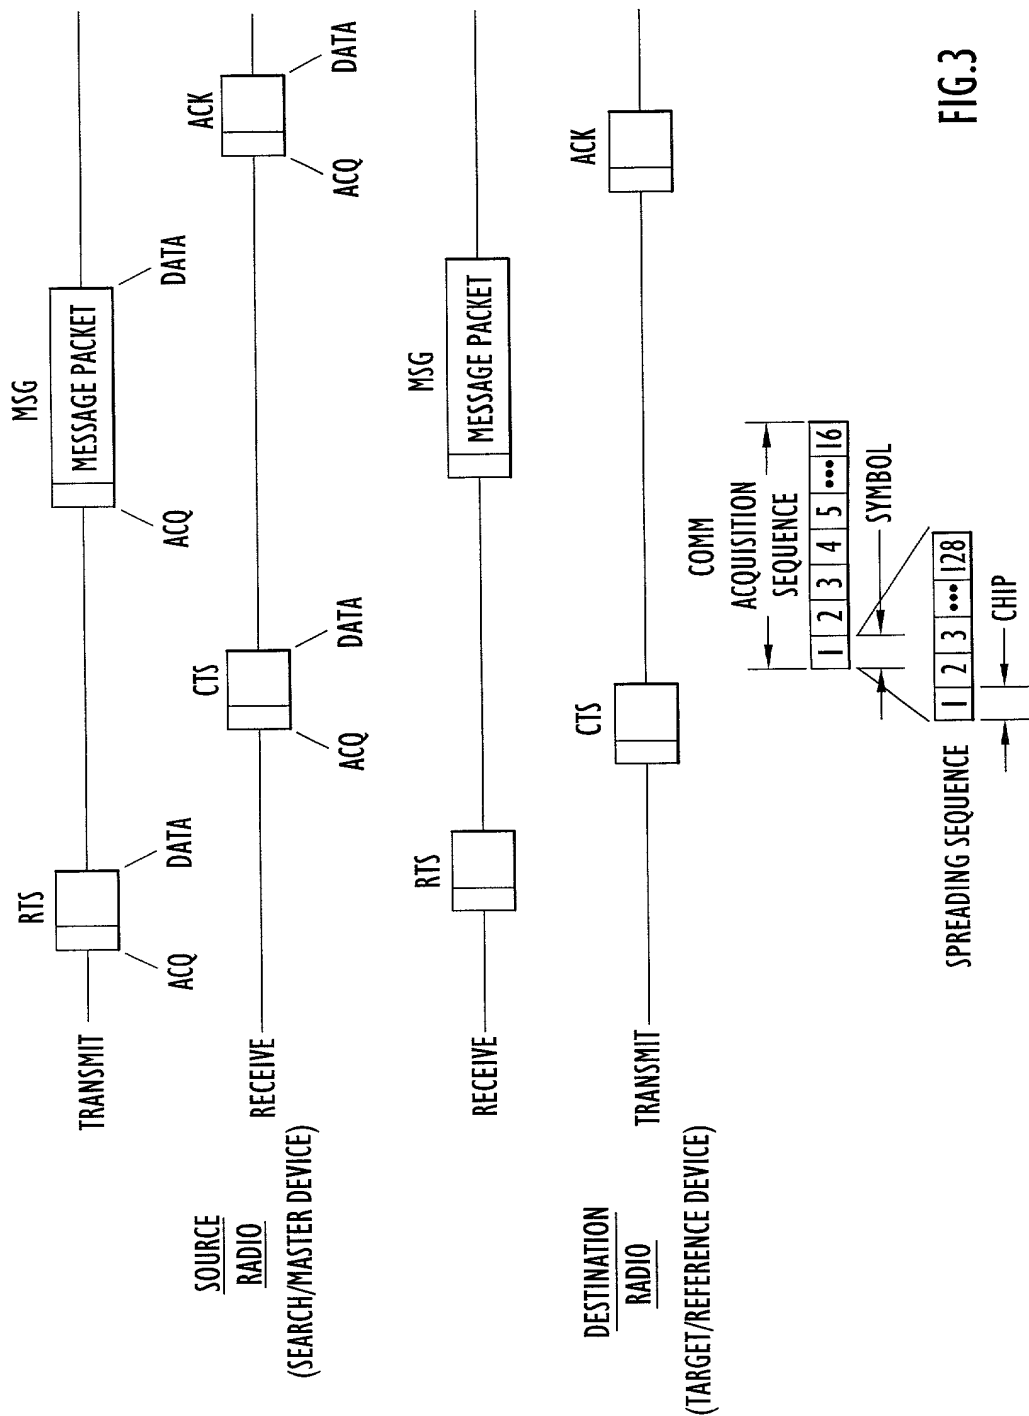 RTS
MSG
TRANSMIT
MESSAGE PACKET
ACQ
DATA
ACQ
DATA
SOURCE
RADIO
(SEARCH/MASTER DEVICE)
CTS
ACK
RECEIVE
ACQ
DATA
ACQ
DATA
RTS
MSG
RECEIVE
MESSAGE PACKET
DESTINATION
RADIO
(TARGET/REFERENCE DEVICE)
CTS
ACK
TRANSMIT
COMM
ACQUISITION
SEQUENCE
1 2 3 4 5 ••• 16
SYMBOL
SPREADING SEQUENCE
1 2 3 ••• 128
CHIP
FIG.3